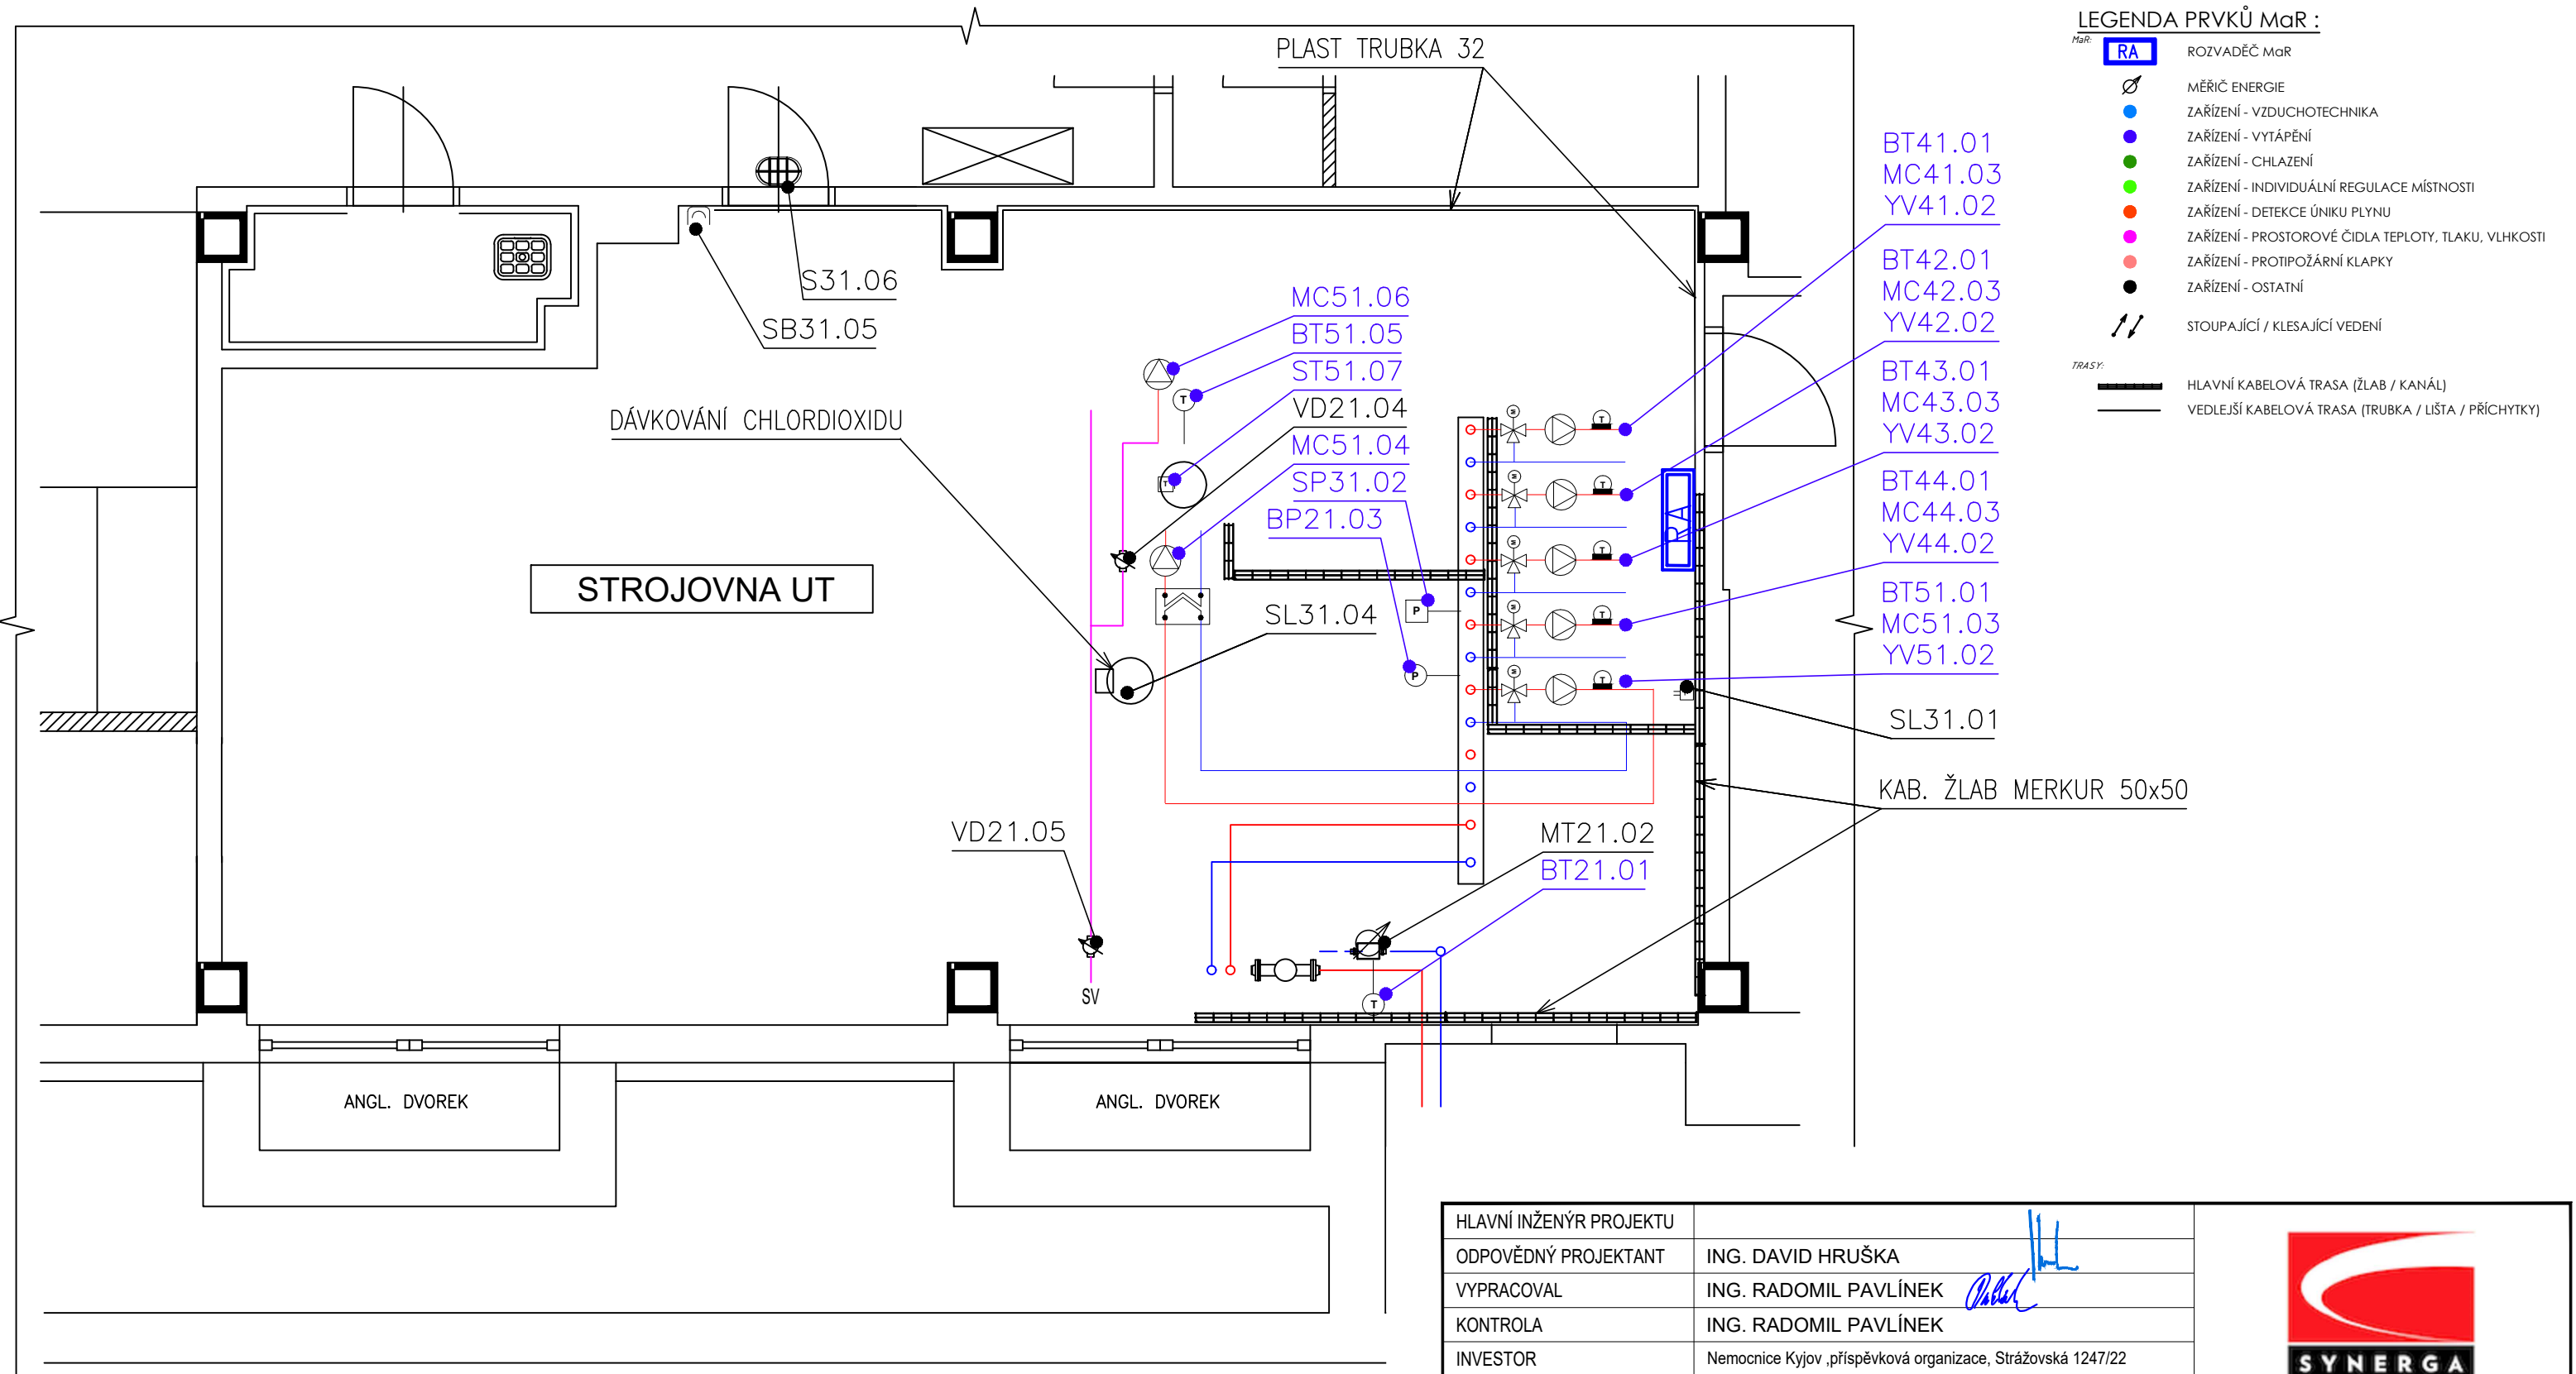 PLAST TRUBKA 32
S31.06
SB31.05
DÁVKOVÁNÍ CHLORDIOXIDU
STROJOVNA UT
MC51.06
BT51.05
ST51.07
VD21.04
MC51.04
SP31.02
BP21.03
SL31.04
VD21.05
MT21.02
BT21.01
SV
ANGL. DVOREK
ANGL. DVOREK
RA
T
T
T
P
P
M
T
M
T
M
T
M
T
M
T
BT41.01
MC41.03
YV41.02
BT42.01
MC42.03
YV42.02
BT43.01
MC43.03
YV43.02
BT44.01
MC44.03
YV44.02
BT51.01
MC51.03
YV51.02
SL31.01
KAB. ŽLAB MERKUR 50x50
LEGENDA PRVKŮ MaR :
MaR:
RA
ROZVADĚČ MaR
MĚŘIČ ENERGIE
ZAŘÍZENÍ - VZDUCHOTECHNIKA
ZAŘÍZENÍ - VYTÁPĚNÍ
ZAŘÍZENÍ - CHLAZENÍ
ZAŘÍZENÍ - INDIVIDUÁLNÍ REGULACE MÍSTNOSTI
ZAŘÍZENÍ - DETEKCE ÚNIKU PLYNU
ZAŘÍZENÍ - PROSTOROVÉ ČIDLA TEPLOTY, TLAKU, VLHKOSTI
ZAŘÍZENÍ - PROTIPOŽÁRNÍ KLAPKY
ZAŘÍZENÍ - OSTATNÍ
STOUPAJÍCÍ / KLESAJÍCÍ VEDENÍ
TRASY:
HLAVNÍ KABELOVÁ TRASA (ŽLAB / KANÁL)
VEDLEJŠÍ KABELOVÁ TRASA (TRUBKA / LIŠTA / PŘÍCHYTKY)
HLAVNÍ INŽENÝR PROJEKTU
ODPOVĚDNÝ PROJEKTANT ING. DAVID HRUŠKA
VYPRACOVAL ING. RADOMIL PAVLÍNEK
KONTROLA ING. RADOMIL PAVLÍNEK
INVESTOR Nemocnice Kyjov ,příspěvková organizace, Strážovská 1247/22
SYNERGA